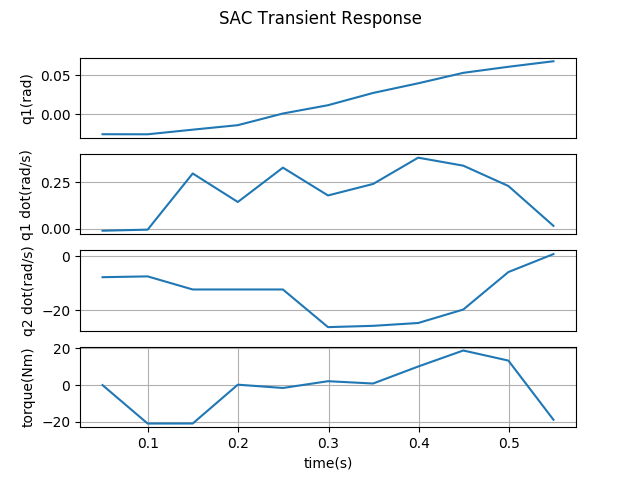 SAC Transient Response
q1(rad)
0.05
0.00
q1 dot(rad/s)
0.25
0.00
q2 dot(rad/s)
0
−20
torque(Nm)
20
0
−20
0.1 0.2 0.3 0.4 0.5
time(s)